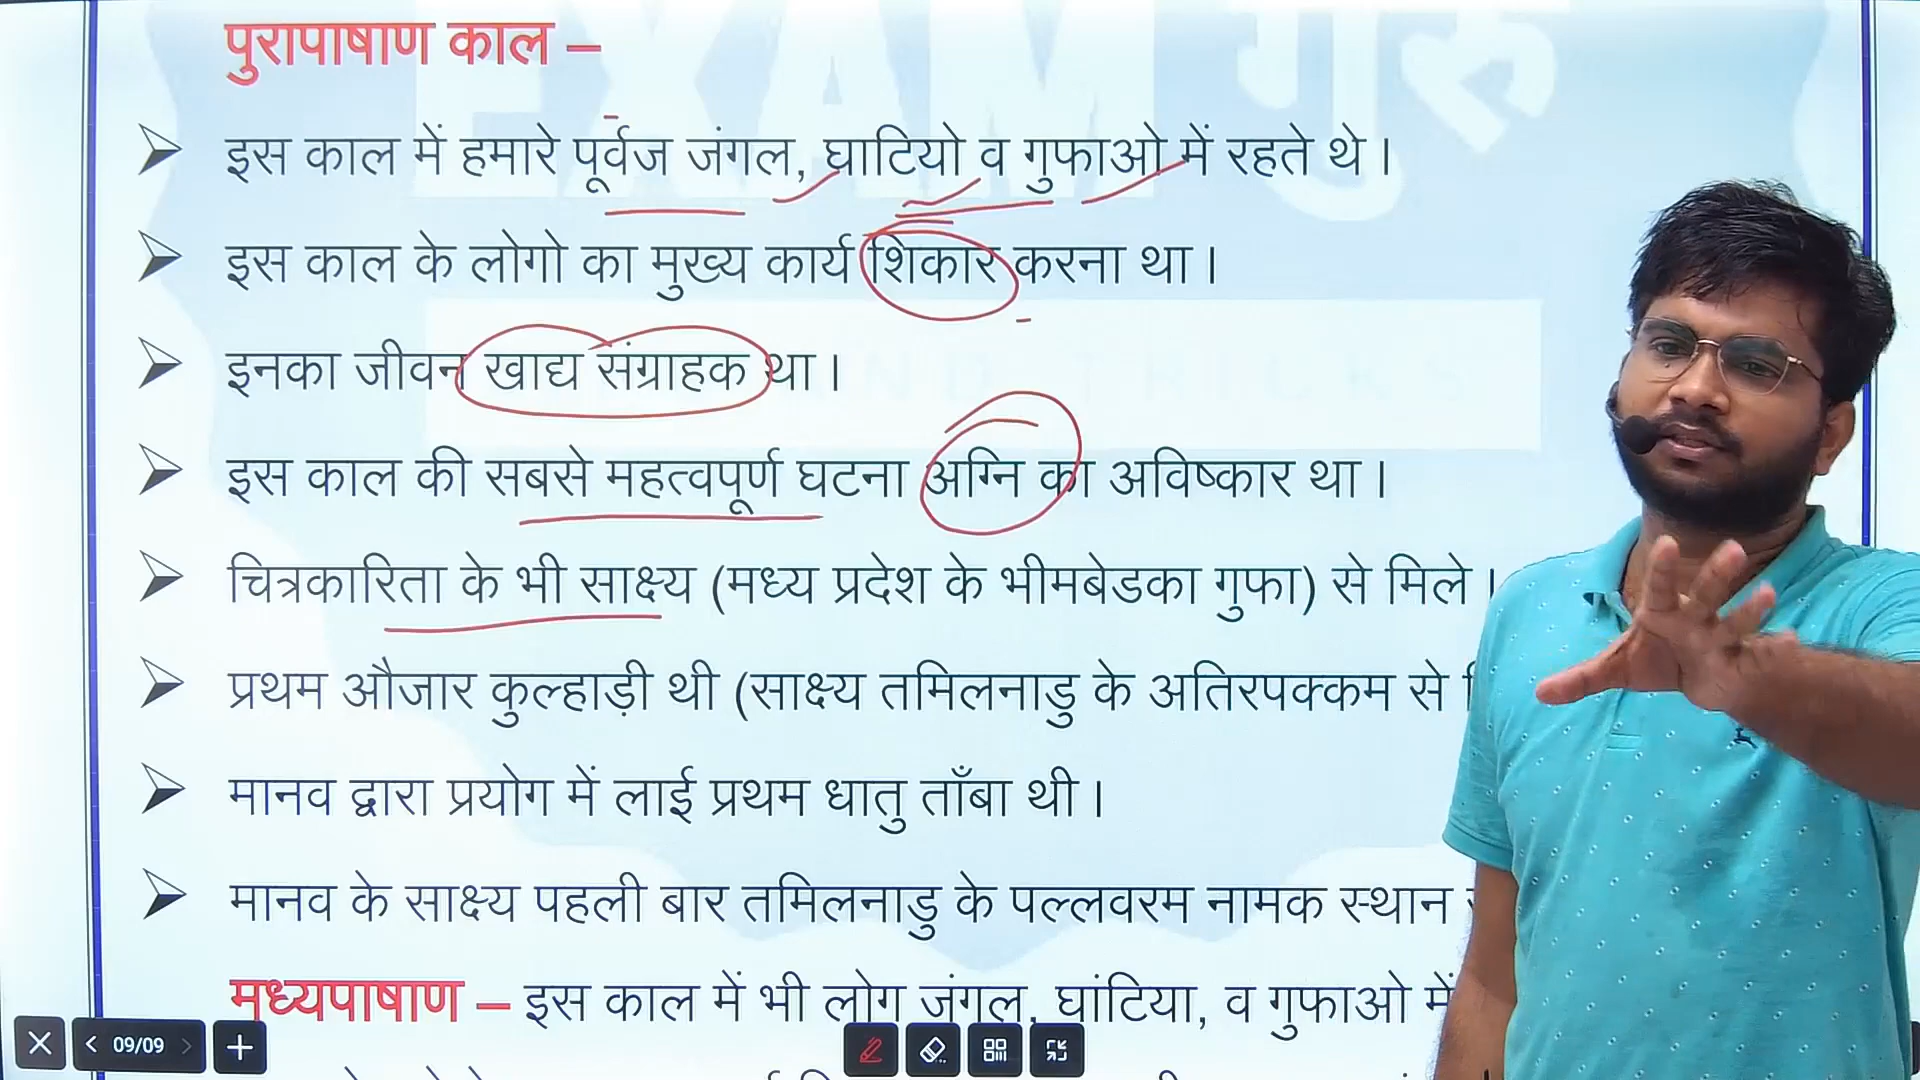 पुरापाषाण काल –
EXAM गुरु
➢ इस काल में हमारे पूर्वज जंगल, घाटियो व गुफाओ में रहते थे।
➢ इस काल के लोगो का मुख्य कार्य शिकार करना था।
➢ इनका जीवन खाद्य संग्राहक था।
➢ इस काल की सबसे महत्वपूर्ण घटना अग्नि का अविष्कार था।
➢ चित्रकारिता के भी साक्ष्य (मध्य प्रदेश के भीमबेडका गुफा) से मिले।
➢ प्रथम औजार कुल्हाड़ी थी (साक्ष्य तमिलनाडु के अतिरपक्कम से
➢ मानव द्वारा प्रयोग में लाई प्रथम धातु ताँबा थी।
➢ मानव के साक्ष्य पहली बार तमिलनाडु के पल्लवरम नामक स्थान
मध्यपाषाण – इस काल में भी लोग जंगल, घांटिया, व गुफाओ में
09/09